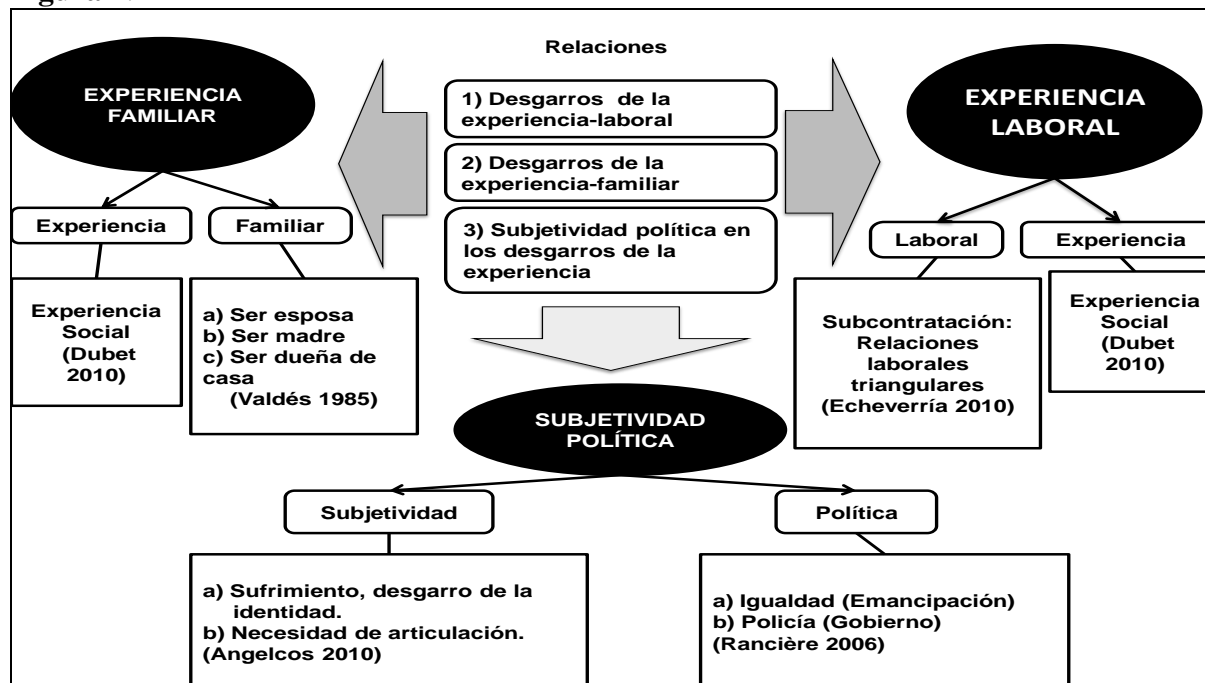 Relaciones
EXPERIENCIA
FAMILIAR
1) Desgarros de la
experiencia-laboral
2) Desgarros de la
experiencia-familiar
3) Subjetividad política en
los desgarros de la
experiencia
EXPERIENCIA
LABORAL
Experiencia
Familiar
Laboral
Experiencia
Experiencia
Social
(Dubet
2010)
a) Ser esposa
b) Ser madre
c) Ser dueña de
casa
(Valdés 1985)
Subcontratación:
Relaciones
laborales
triangulares
(Echeverría 2010)
Experiencia
Social
(Dubet
2010)
SUBJETIVIDAD
POLÍTICA
Subjetividad
Política
a) Sufrimiento, desgarro de la
identidad.
b) Necesidad de articulación.
(Angelcos 2010)
a) Igualdad (Emancipación)
b) Policía (Gobierno)
(Rancière 2006)